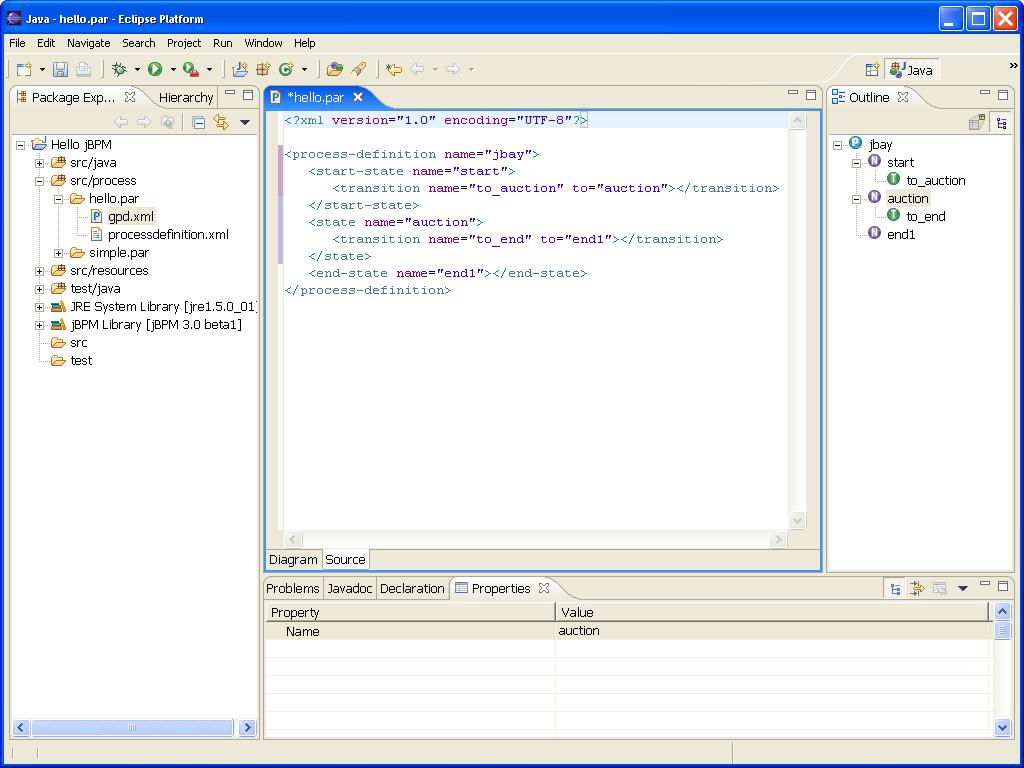 Java - hello.par - Eclipse Platform
File Edit Navigate Search Project Run Window Help
Java
Package Exp... Hierarchy
Hello jBPM
src/java
src/process
hello.par
gpd.xml
processdefinition.xml
simple.par
src/resources
test/java
JRE System Library [jre1.5.0_01]
jBPM Library [jBPM 3.0 beta1]
src
test
*hello.par
<?xml version="1.0" encoding="UTF-8"?>
<process-definition name="jbay">
<start-state name="start">
<transition name="to_auction" to="auction"></transition>
</start-state>
<state name="auction">
<transition name="to_end" to="end1"></transition>
</state>
<end-state name="end1"></end-state>
</process-definition>
Diagram Source
Outline
jbay
start
to_auction
auction
to_end
end1
Problems Javadoc Declaration Properties
Property Value
Name auction